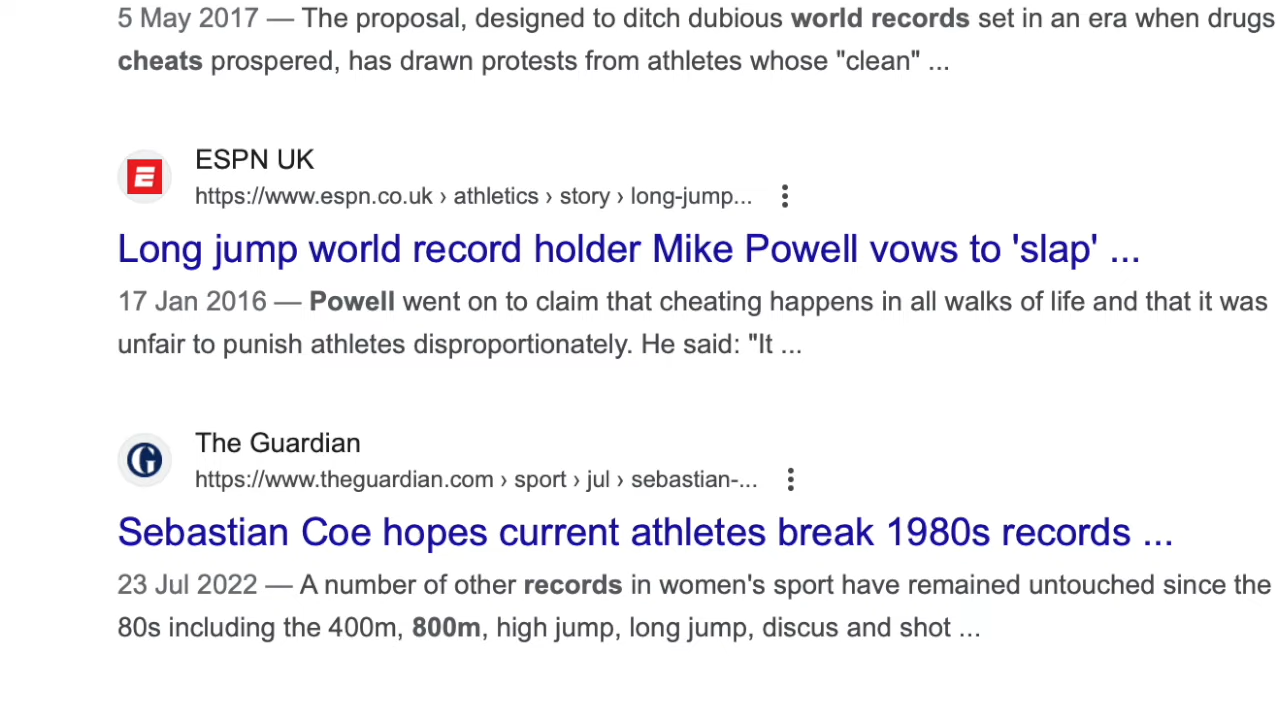 5 May 2017 — The proposal, designed to ditch dubious world records set in an era when drugs
cheats prospered, has drawn protests from athletes whose "clean" ...
ESPN UK
https://www.espn.co.uk › athletics › story › long-jump...
Long jump world record holder Mike Powell vows to 'slap' ...
17 Jan 2016 — Powell went on to claim that cheating happens in all walks of life and that it was
unfair to punish athletes disproportionately. He said: "It ...
The Guardian
https://www.theguardian.com › sport › jul › sebastian-...
Sebastian Coe hopes current athletes break 1980s records ...
23 Jul 2022 — A number of other records in women's sport have remained untouched since the
80s including the 400m, 800m, high jump, long jump, discus and shot ...